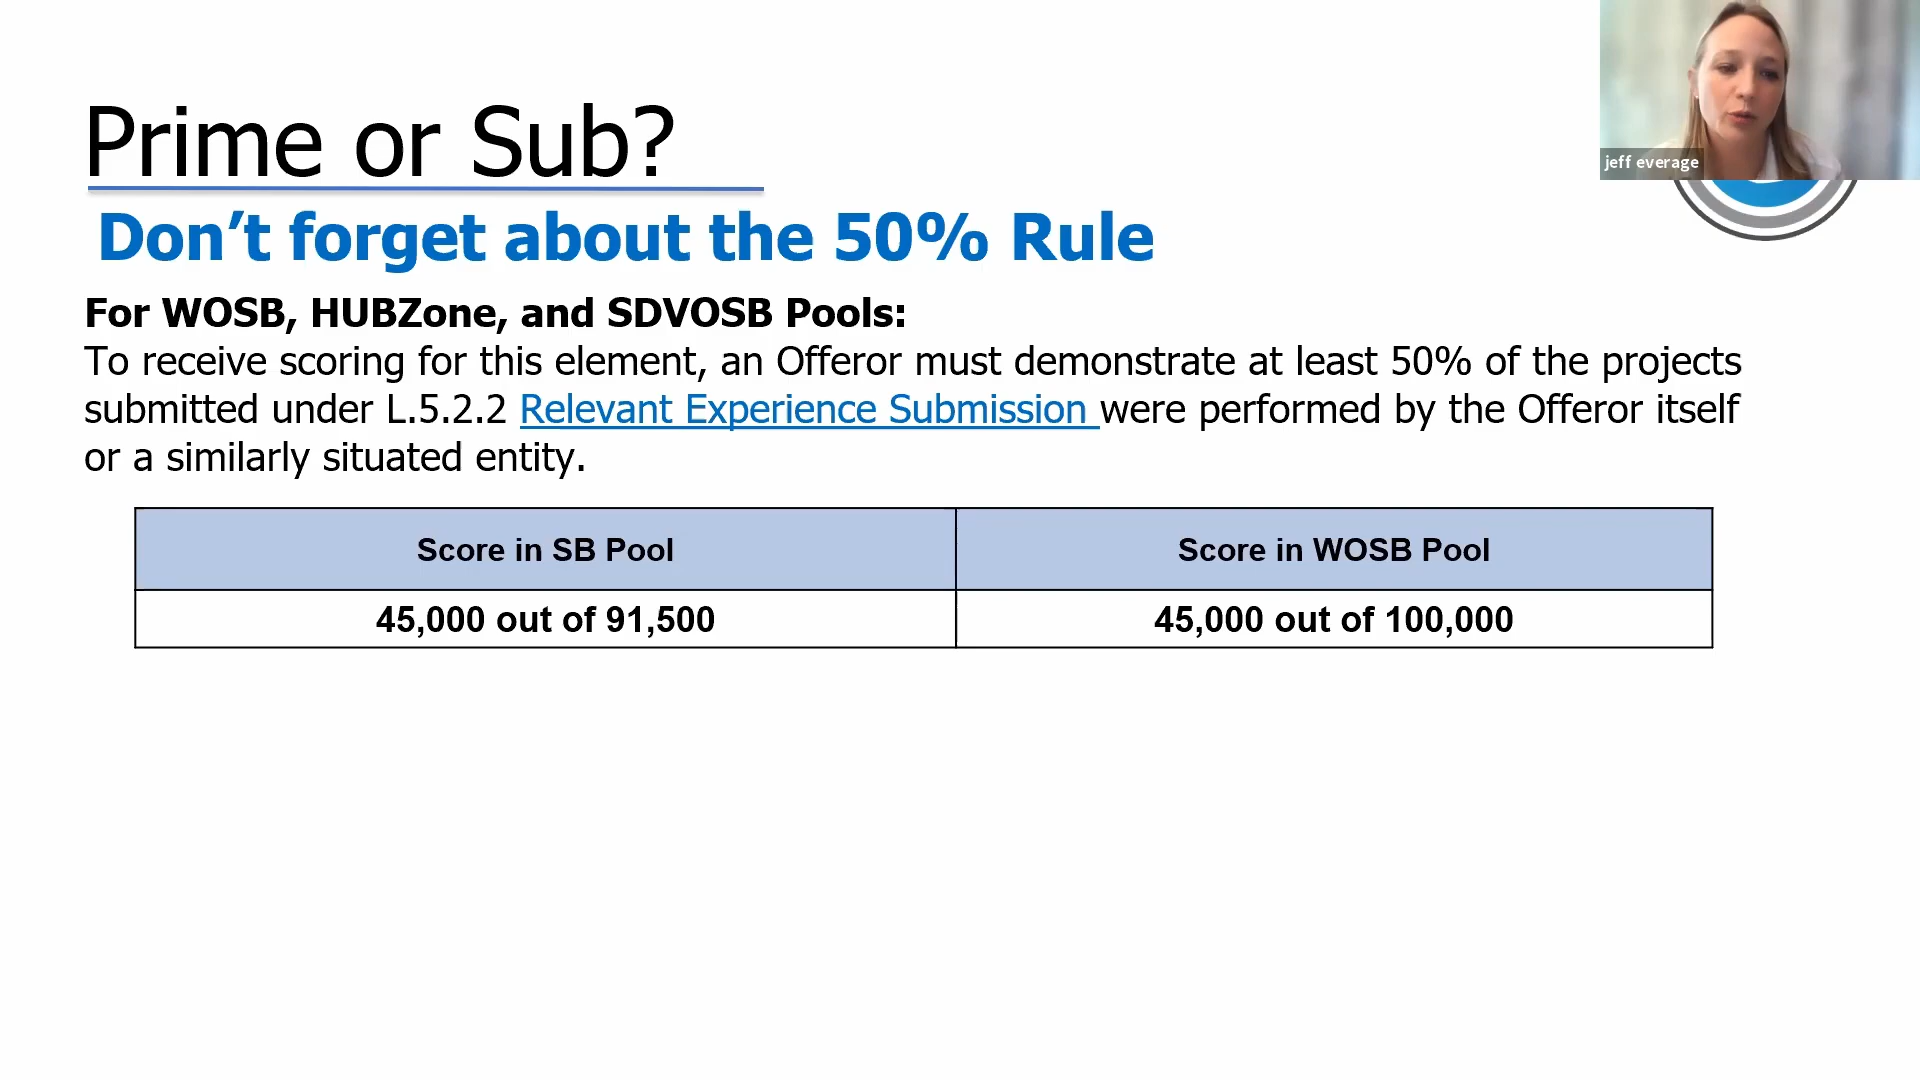 Prime or Sub?
jeff everage
Don’t forget about the 50% Rule
For WOSB, HUBZone, and SDVOSB Pools:
To receive scoring for this element, an Offeror must demonstrate at least 50% of the projects
submitted under L.5.2.2 Relevant Experience Submission were performed by the Offeror itself
or a similarly situated entity.
Score in SB Pool
Score in WOSB Pool
45,000 out of 91,500
45,000 out of 100,000